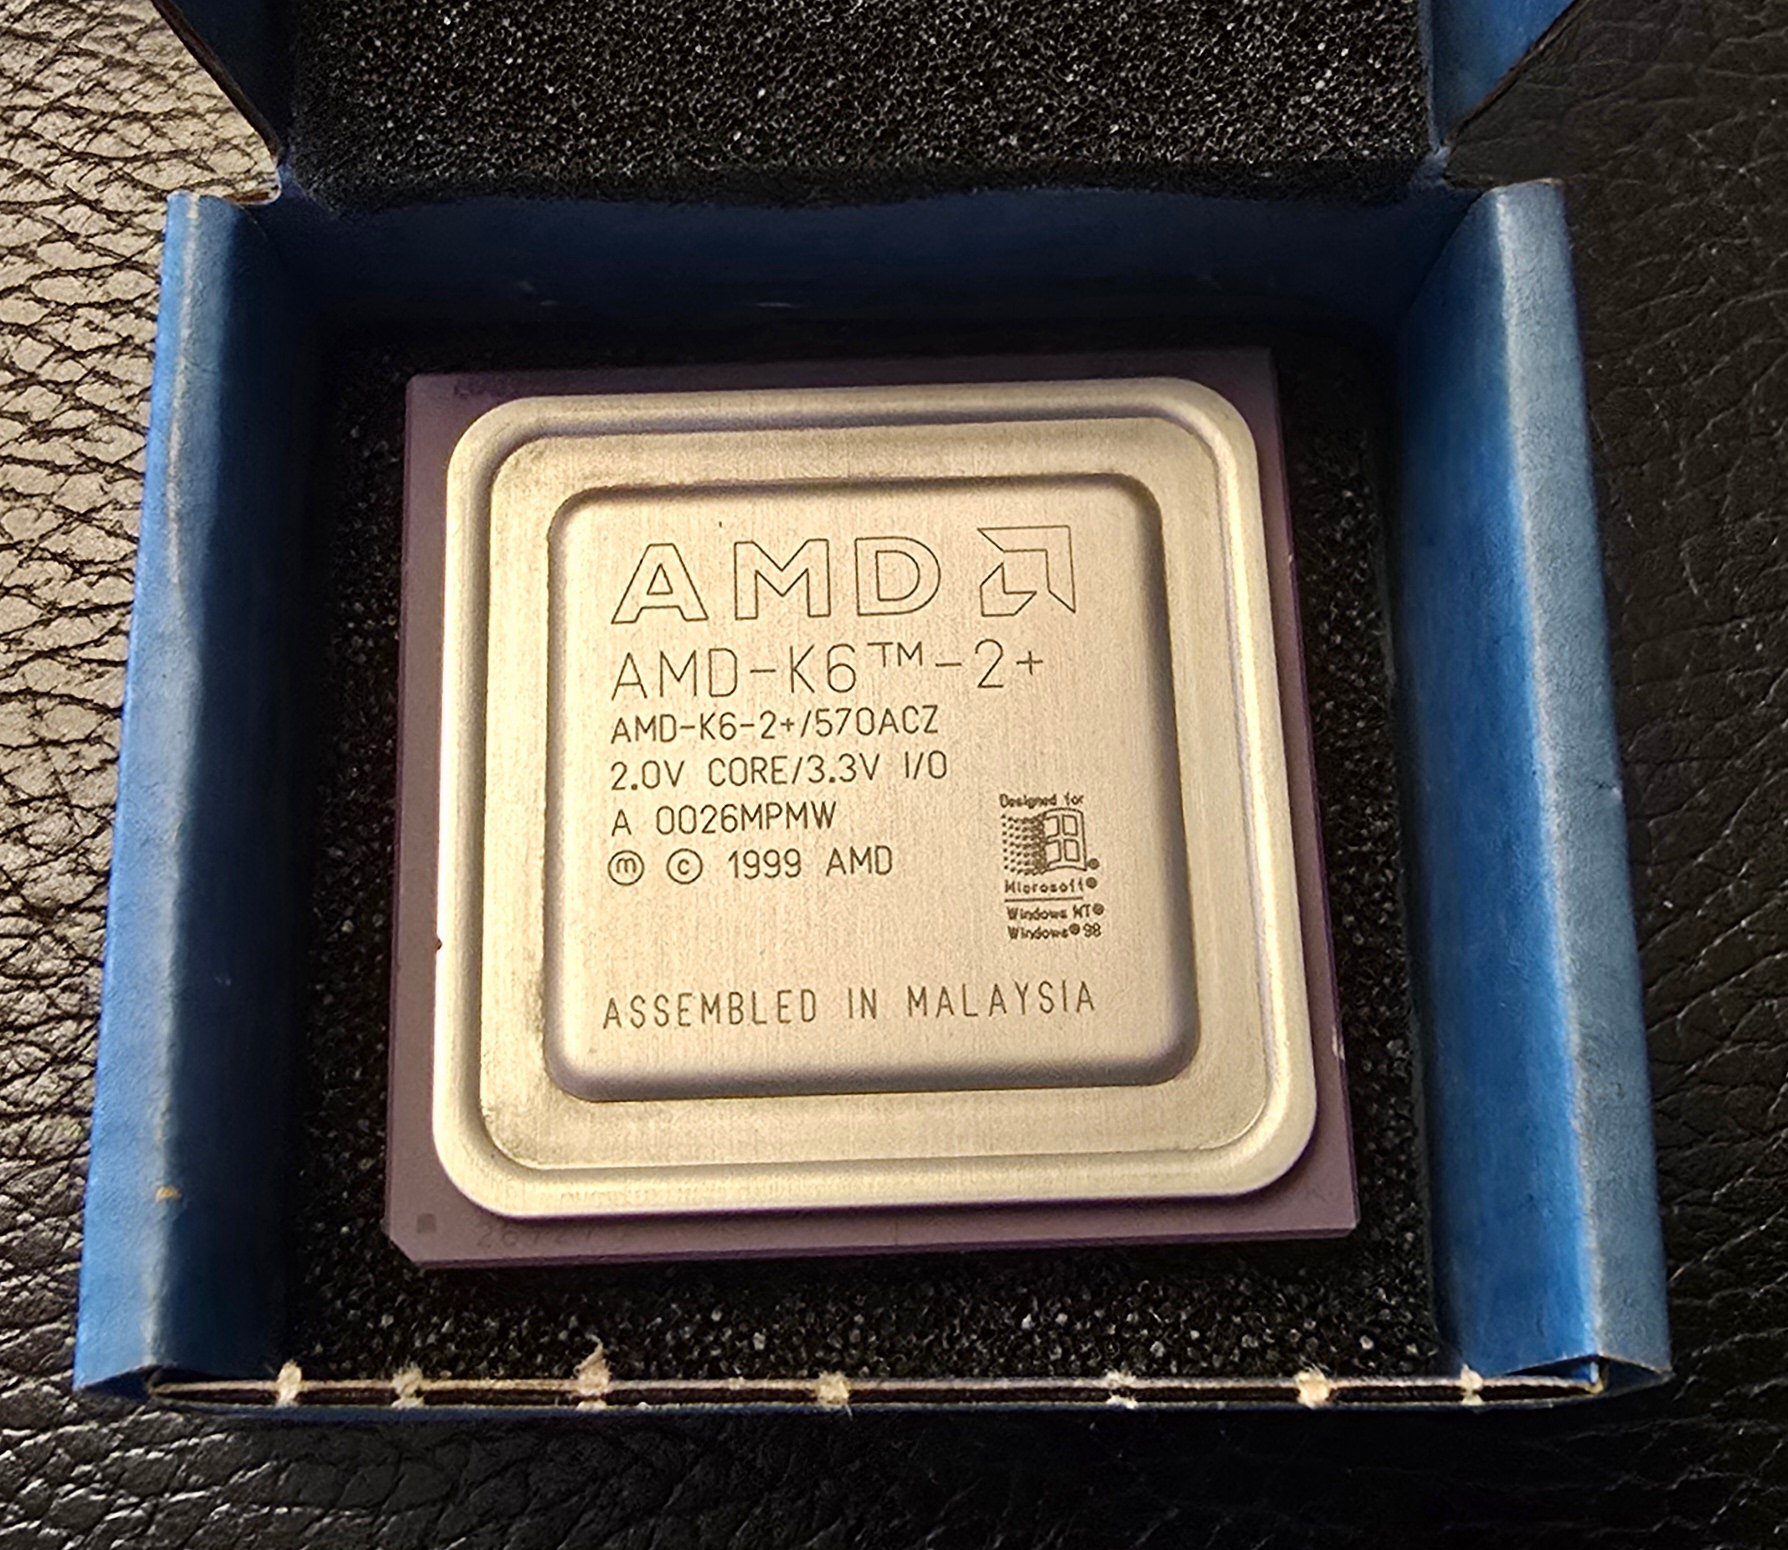 AMD
AMD-K6™-2+
AMD-K6-2+/570ACZ
2.0V CORE/3.3V I/O
A 0026MPMW
ⓜ © 1999 AMD
Designed for
Microsoft®
Windows NT®
Windows® 98
ASSEMBLED IN MALAYSIA